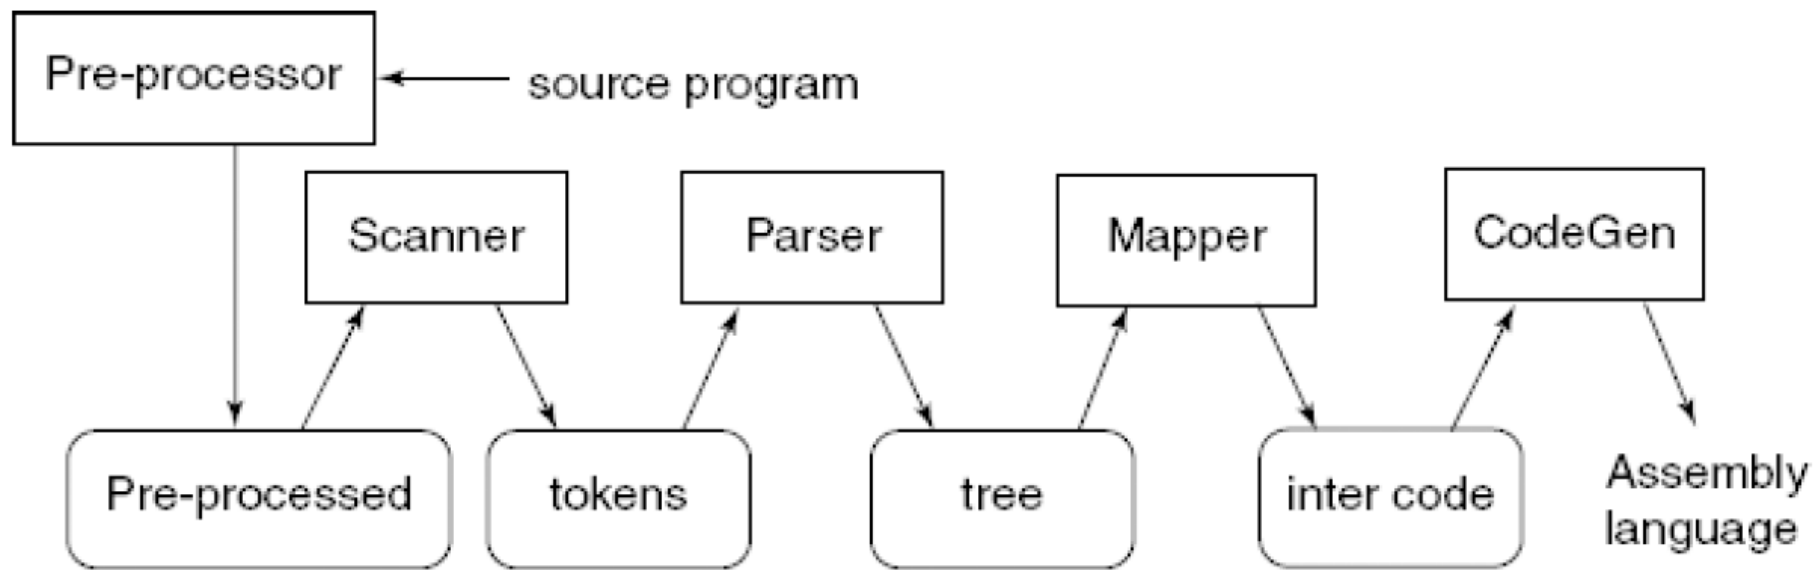 Pre-processor
source program
Scanner
Parser
Mapper
CodeGen
Pre-processed
tokens
tree
inter code
Assembly
language